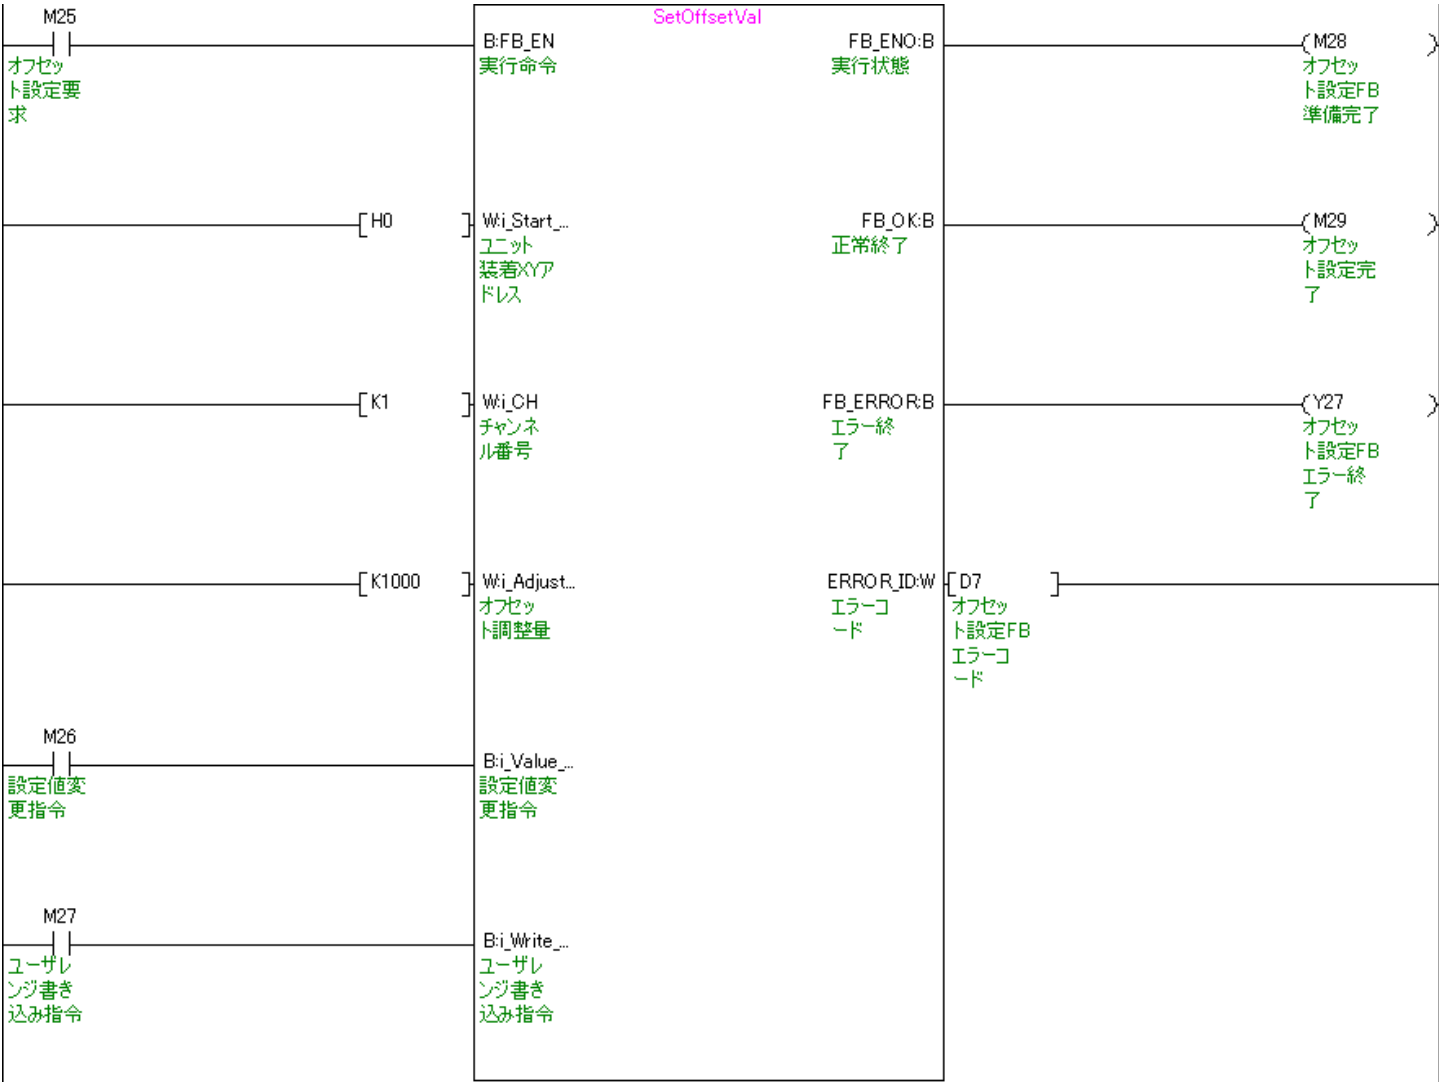 SetOffsetVal
M25
オフセッ
ト設定要
求
B:FB_EN
実行命令
FB_ENO:B
実行状態
M28
オフセッ
ト設定FB
準備完了
H0
W:i_Start_...
ユニット
装着XYア
ドレス
FB_OK:B
正常終了
M29
オフセッ
ト設定完
了
K1
W:i_CH
チャンネ
ル番号
FB_ERROR:B
エラー終
了
Y27
オフセッ
ト設定FB
エラー終
了
K1000
W:i_Adjust...
オフセッ
ト調整量
ERROR_ID:W
エラーコ
ード
D7
オフセッ
ト設定FB
エラーコ
ード
M26
設定値変
更指令
B:i_Value_...
設定値変
更指令
M27
ユーザレ
ンジ書き
込み指令
B:i_Write_...
ユーザレ
ンジ書き
込み指令